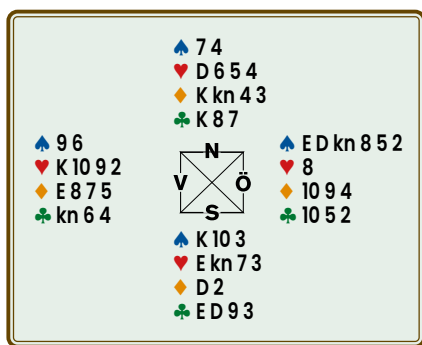 ♠ 7 4
♥ D 6 5 4
♦ K kn 4 3
♣ K 8 7
♠ 9 6
♥ K 10 9 2
♦ E 8 7 5
♣ kn 6 4
N
V Ö
S
♠ E D kn 8 5 2
♥ 8
♦ 10 9 4
♣ 10 5 2
♠ K 10 3
♥ E kn 7 3
♦ D 2
♣ E D 9 3